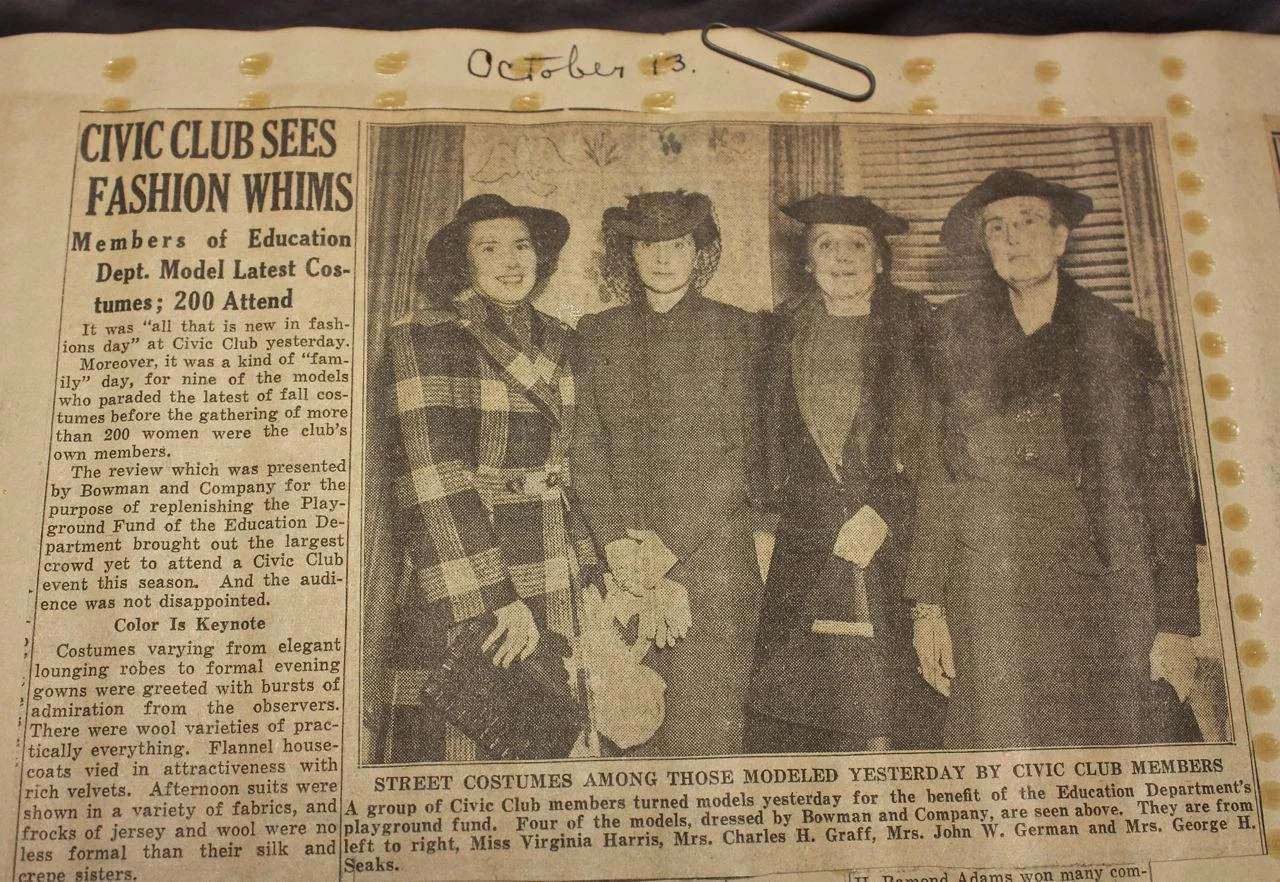 October 13.
CIVIC CLUB SEES
FASHION WHIMS
Members of Education
Dept. Model Latest Cos-
tumes; 200 Attend
It was "all that is new in fash-
ions day" at Civic Club yesterday.
Moreover, it was a kind of "fam-
ily" day, for nine of the models
who paraded the latest of fall cos-
tumes before the gathering of more
than 200 women were the club's
own members.
The review which was presented
by Bowman and Company for the
purpose of replenishing the Play-
ground Fund of the Education De-
partment brought out the largest
crowd yet to attend a Civic Club
event this season. And the audi-
ence was not disappointed.
Color Is Keynote
Costumes varying from elegant
lounging robes to formal evening
gowns were greeted with bursts of
admiration from the observers.
There were wool varieties of prac-
tically everything. Flannel house-
coats vied in attractiveness with
rich velvets. Afternoon suits were
shown in a variety of fabrics, and
frocks of jersey and wool were no
less formal than their silk and
crepe sisters.
STREET COSTUMES AMONG THOSE MODELED YESTERDAY BY CIVIC CLUB MEMBERS
A group of Civic Club members turned models yesterday for the benefit of the Education Department's
playground fund. Four of the models, dressed by Bowman and Company, are seen above. They are from
left to right, Miss Virginia Harris, Mrs. Charles H. Graff, Mrs. John W. German and Mrs. George H.
Seaks.
Adams won many com-